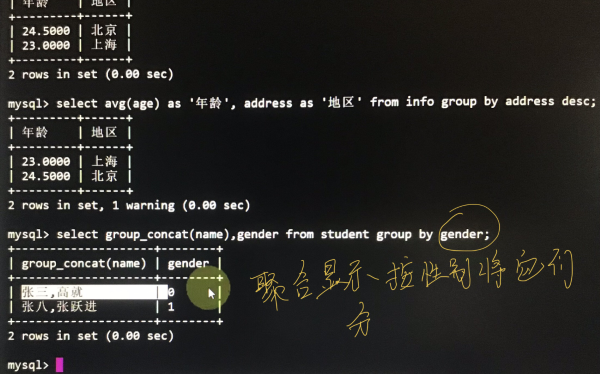 | 年龄 | 地区 |
+---------+--------+
| 24.5000 | 北京 |
| 23.0000 | 上海 |
+---------+--------+
2 rows in set (0.00 sec)
mysql> select avg(age) as '年龄', address as '地区' from info group by address desc;
+---------+--------+
| 年龄 | 地区 |
+---------+--------+
| 23.0000 | 上海 |
| 24.5000 | 北京 |
+---------+--------+
2 rows in set, 1 warning (0.00 sec)
mysql> select group_concat(name),gender from student group by gender;
+--------------------+--------+
| group_concat(name) | gender |
+--------------------+--------+
| 张三,高就 | 0 |
| 张八,张跃进 | 1
+--------------------+--------+
2 rows in set (0.00 sec)
mysql>
聚合显示、按性别将它们
分